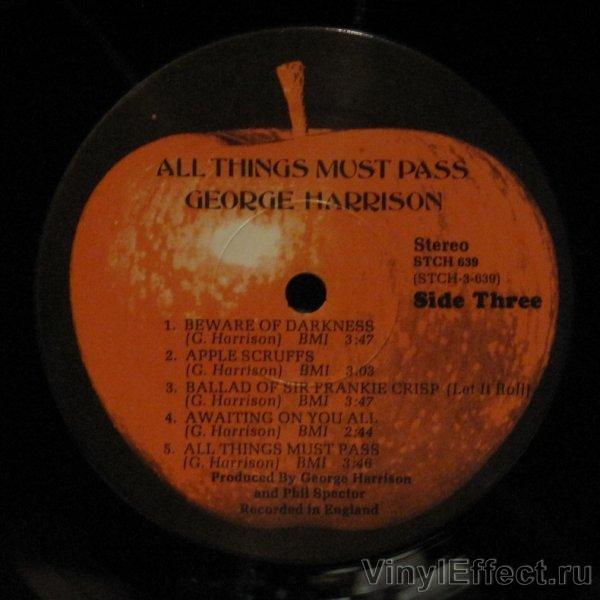 ALL THINGS MUST PASS
GEORGE HARRISON
Stereo
STCH 639
(STCH-3-639)
Side Three
1. BEWARE OF DARKNESS
(G. Harrison) BMI 3:47
2. APPLE SCRUFFS
(G. Harrison) BMI 3:03
3. BALLAD OF SIR FRANKIE CRISP (Let It Roll)
(G. Harrison) BMI 3:47
4. AWAITING ON YOU ALL
(G. Harrison) BMI 2:44
5. ALL THINGS MUST PASS
(G. Harrison) BMI 3:46
Produced By George Harrison
and Phil Spector
Recorded in England
VinylEffect.ru